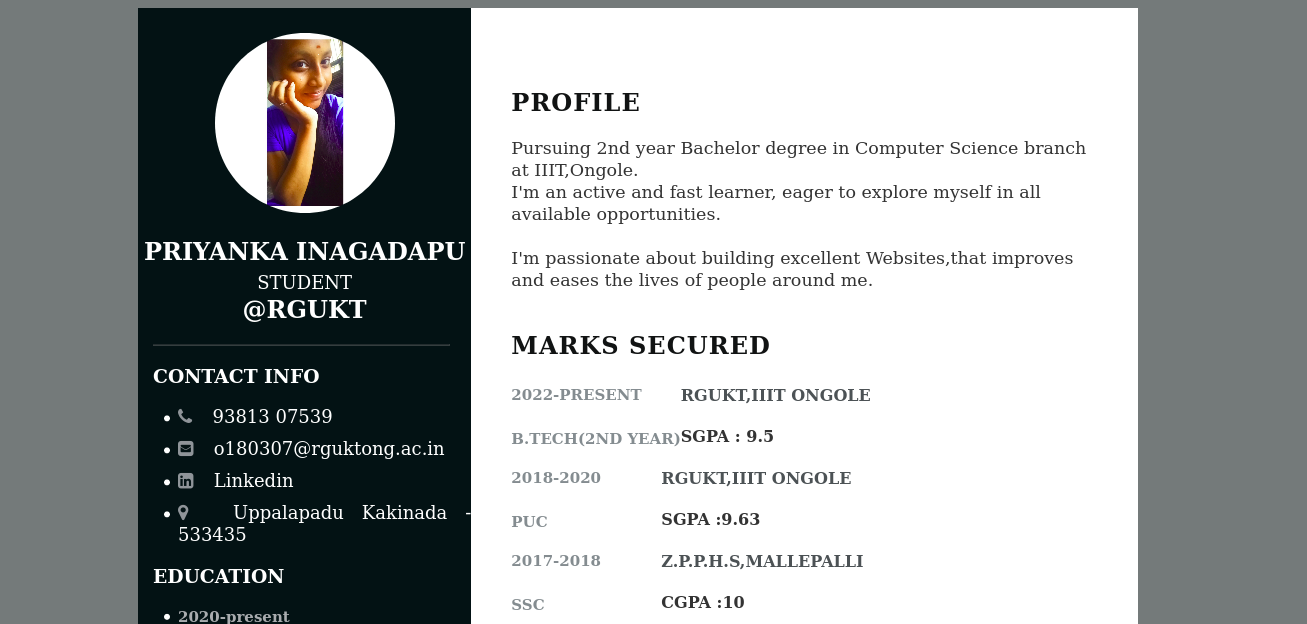 PRIYANKA INAGADAPU
STUDENT
@RGUKT
CONTACT INFO
93813 07539
o180307@rguktong.ac.in
Linkedin
Uppalapadu Kakinada -
533435
EDUCATION
2020-present
PROFILE
Pursuing 2nd year Bachelor degree in Computer Science branch
at IIIT,Ongole.
I'm an active and fast learner, eager to explore myself in all
available opportunities.
I'm passionate about building excellent Websites,that improves
and eases the lives of people around me.
MARKS SECURED
2022-PRESENT RGUKT,IIIT ONGOLE
B.TECH(2ND YEAR) SGPA : 9.5
2018-2020 RGUKT,IIIT ONGOLE
PUC SGPA :9.63
2017-2018 Z.P.P.H.S,MALLEPALLI
SSC CGPA :10